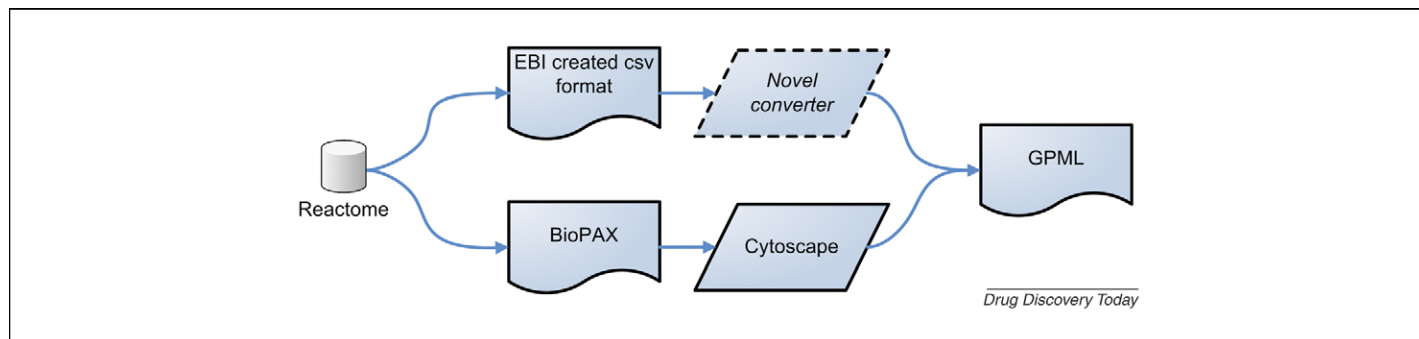 EBI created csv
format
Novel
converter
GPML
Reactome
BioPAX
Cytoscape
Drug Discovery Today